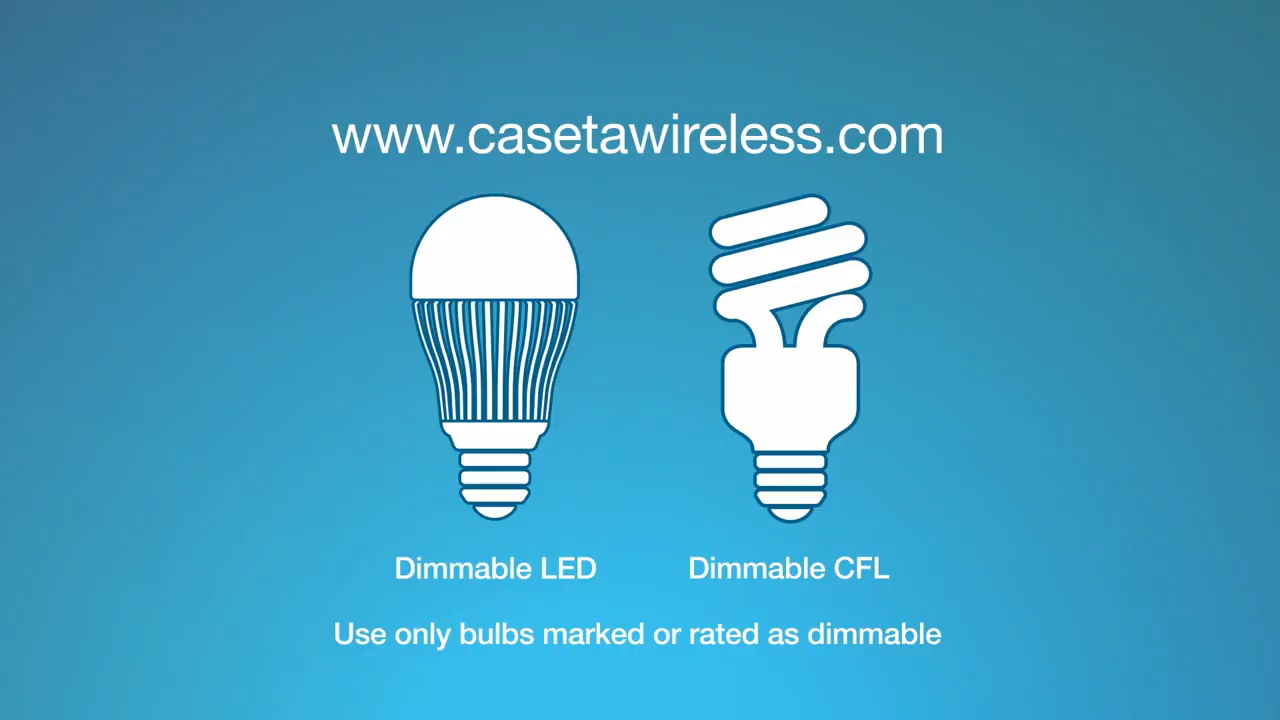 www.casetawireless.com
Dimmable LED
Dimmable CFL
Use only bulbs marked or rated as dimmable